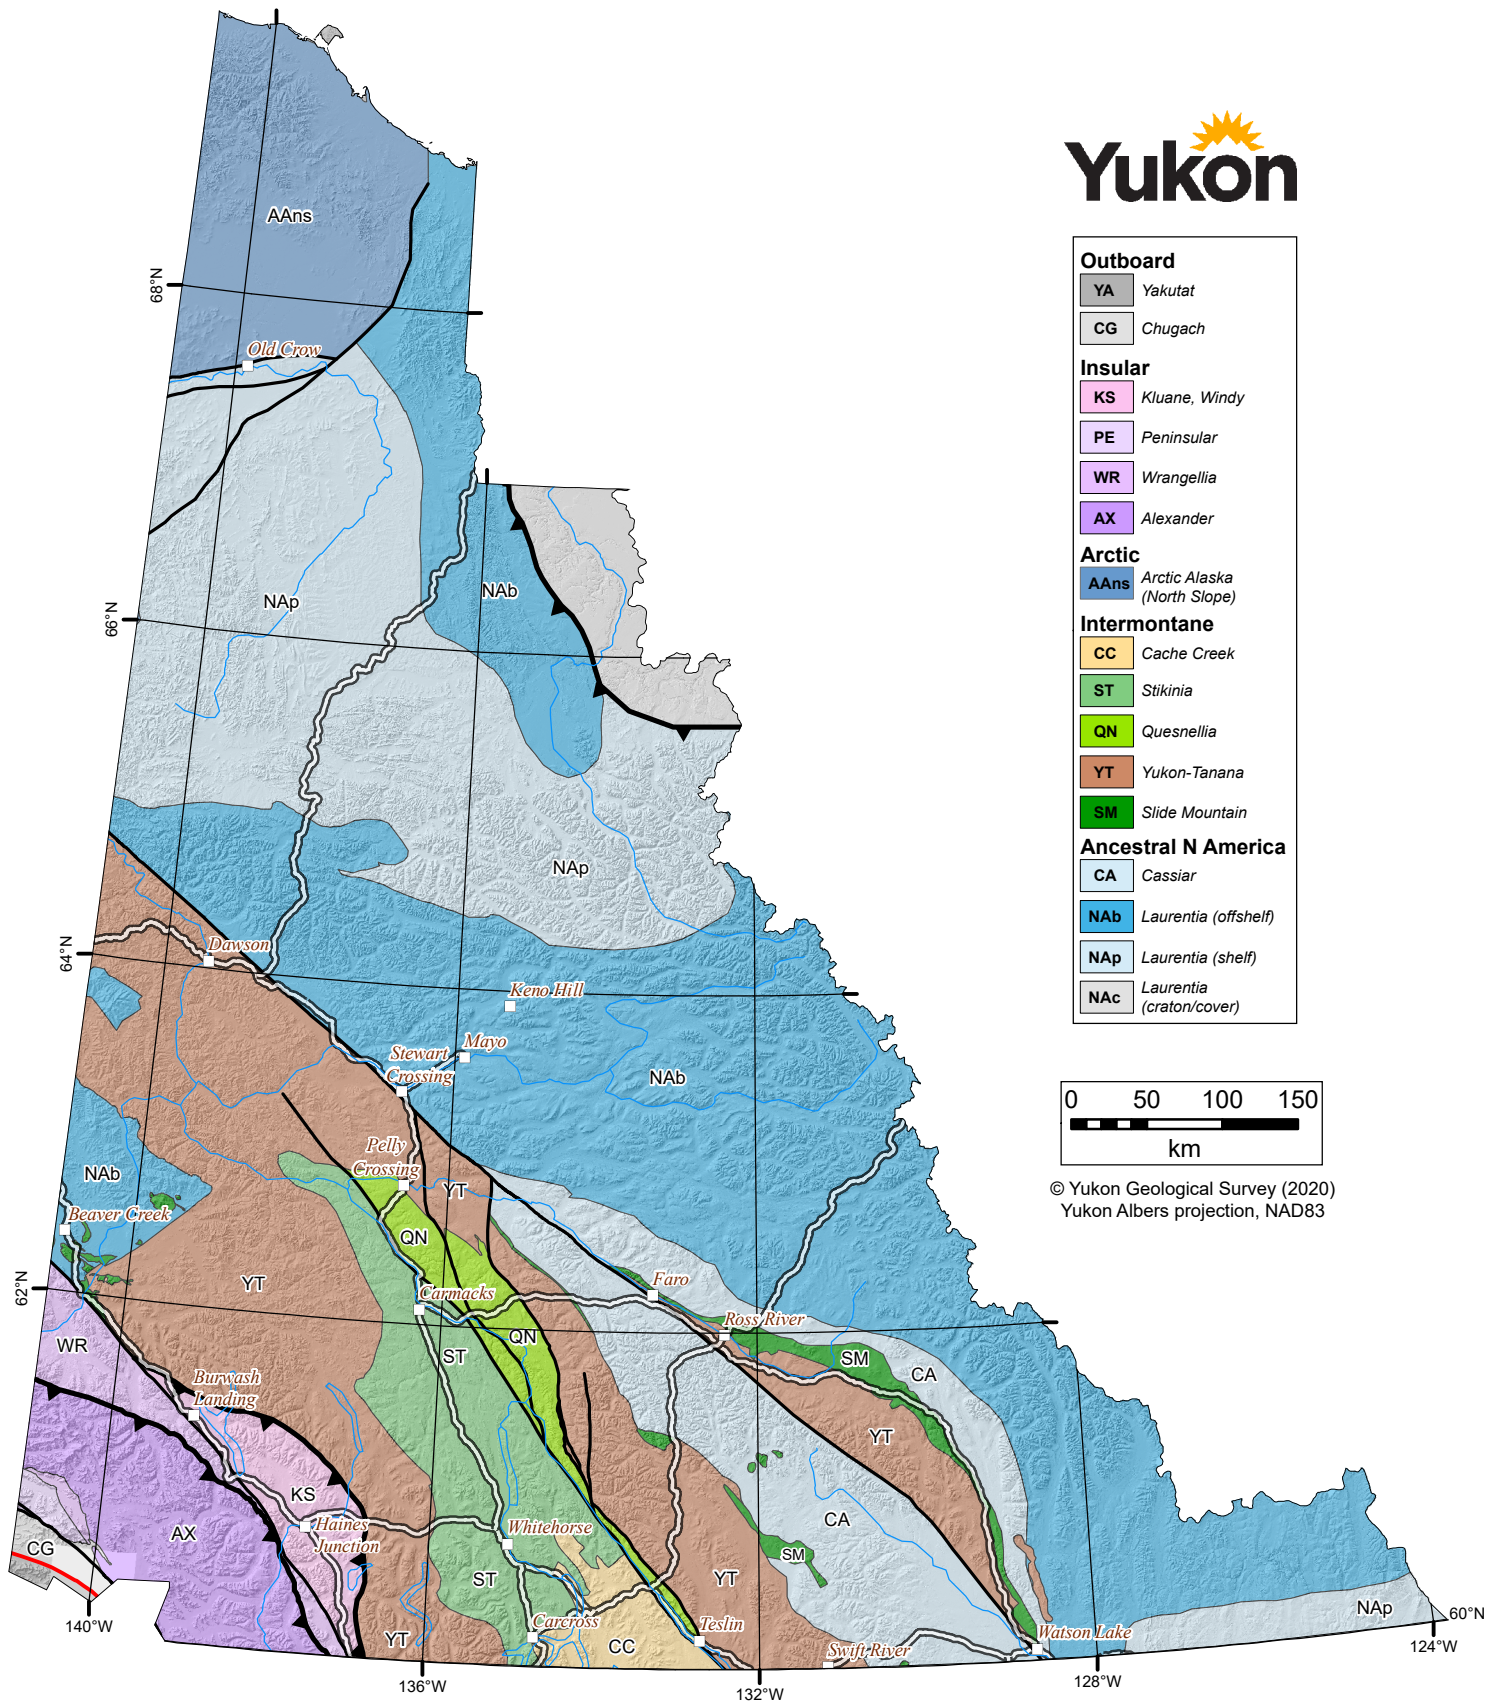 Yukon
Outboard
YA Yakutat
CG Chugach
Insular
KS Kluane, Windy
PE Peninsular
WR Wrangellia
AX Alexander
Arctic
AAns Arctic Alaska
(North Slope)
Intermontane
CC Cache Creek
ST Stikinia
QN Quesnellia
YT Yukon-Tanana
SM Slide Mountain
Ancestral N America
CA Cassiar
NAb Laurentia (offshelf)
NAp Laurentia (shelf)
NAc Laurentia
(craton/cover)
0 50 100 150
km
© Yukon Geological Survey (2020)
Yukon Albers projection, NAD83
AAns
68°N
Old Crow
NAb
NAp
66°N
NAp
64°N
Dawson
Keno Hill
Mayo
Stewart
Crossing
NAb
Pelly
Crossing
NAb
YT
Beaver Creek
QN
62°N
YT
Faro
Carmacks
Ross River
WR
QN
ST
SM
CA
Burwash
Landing
YT
KS
CA
Haines
Junction
AX
Whitehorse
CG
SM
ST
YT
NAp
60°N
140°W
Carcross
Teslin
Watson Lake
124°W
YT
CC
Swift River
136°W
132°W
128°W